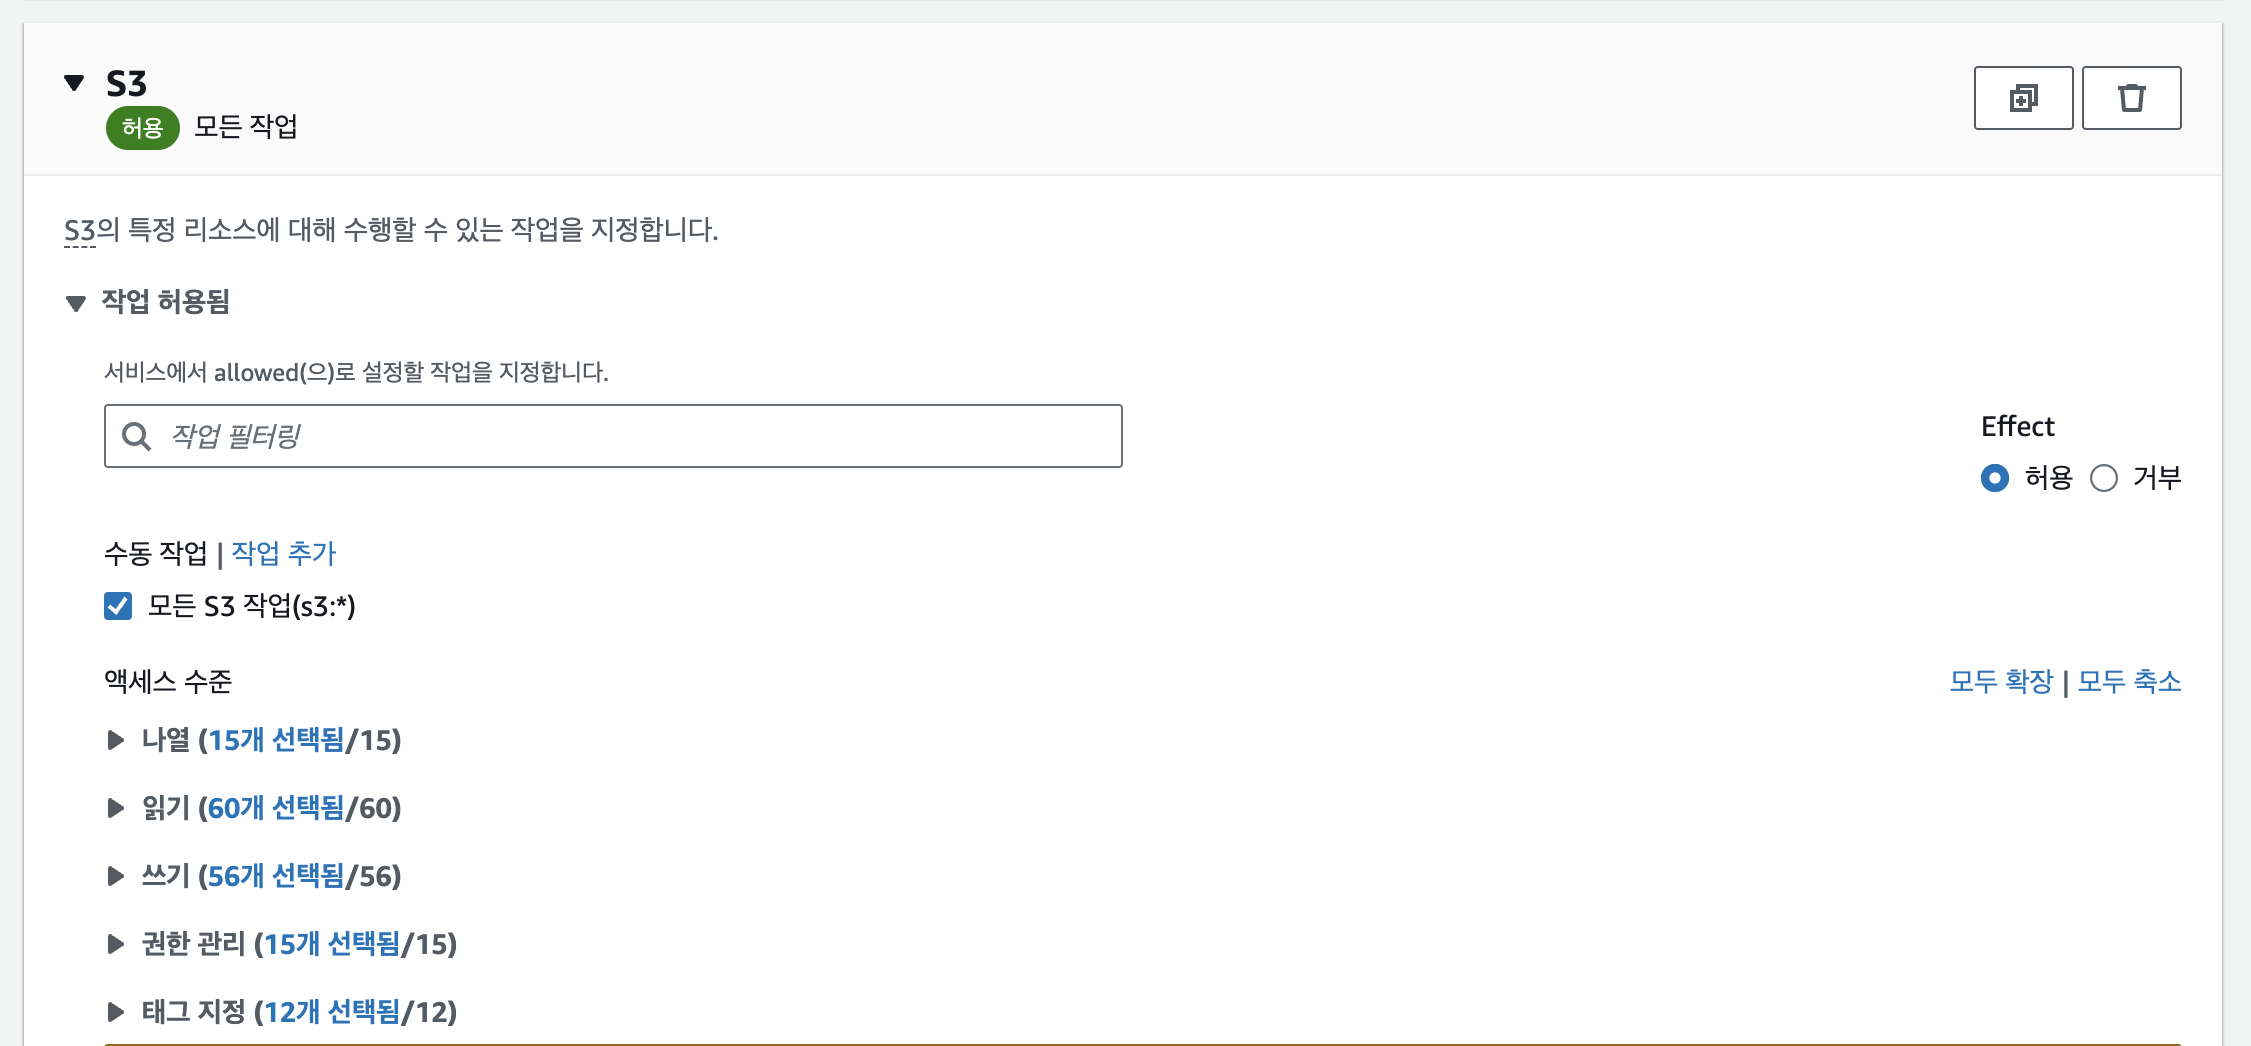 S3
허용 모든 작업
S3의 특정 리소스에 대해 수행할 수 있는 작업을 지정합니다.
작업 허용됨
서비스에서 allowed(으)로 설정할 작업을 지정합니다.
작업 필터링
Effect
허용 거부
수동 작업 | 작업 추가
모든 S3 작업(s3:*)
액세스 수준 모두 확장 | 모두 축소
나열 (15개 선택됨/15)
읽기 (60개 선택됨/60)
쓰기 (56개 선택됨/56)
권한 관리 (15개 선택됨/15)
태그 지정 (12개 선택됨/12)